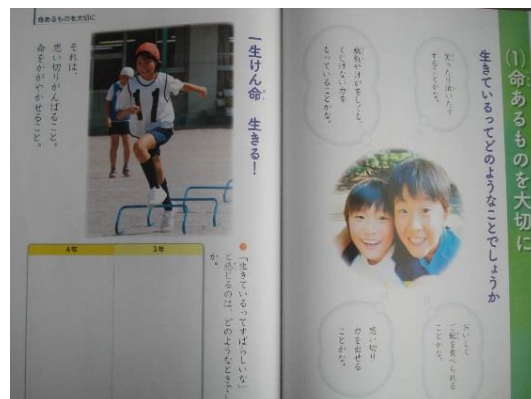 (1)命あるものを大切に
生きているってどのようなことでしょうか
笑ったり泣いたり
することかな。
病気やけがをしても、
くじけない力を
もっていることかな。
おいしく
ご飯を食べられる
ことかな。
思い切り
力を出せる
ことかな。
命あるものを大切に
一生けん命 生きる!
それは、
思い切りがんばること。
命をかがやかせること。
「生きているってすばらしいな」
と感じるのは、どのようなときです
か。
3年
4年